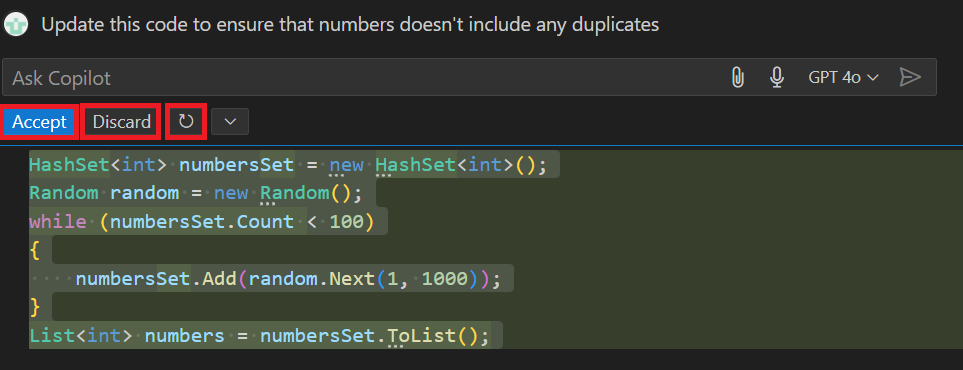 Update this code to ensure that numbers doesn't include any duplicates
Ask Copilot GPT 4o
Accept Discard
HashSet<int> numbersSet = new HashSet<int>();
Random random = new Random();
while (numbersSet.Count < 100)
{
    numbersSet.Add(random.Next(1, 1000));
}
List<int> numbers = numbersSet.ToList();